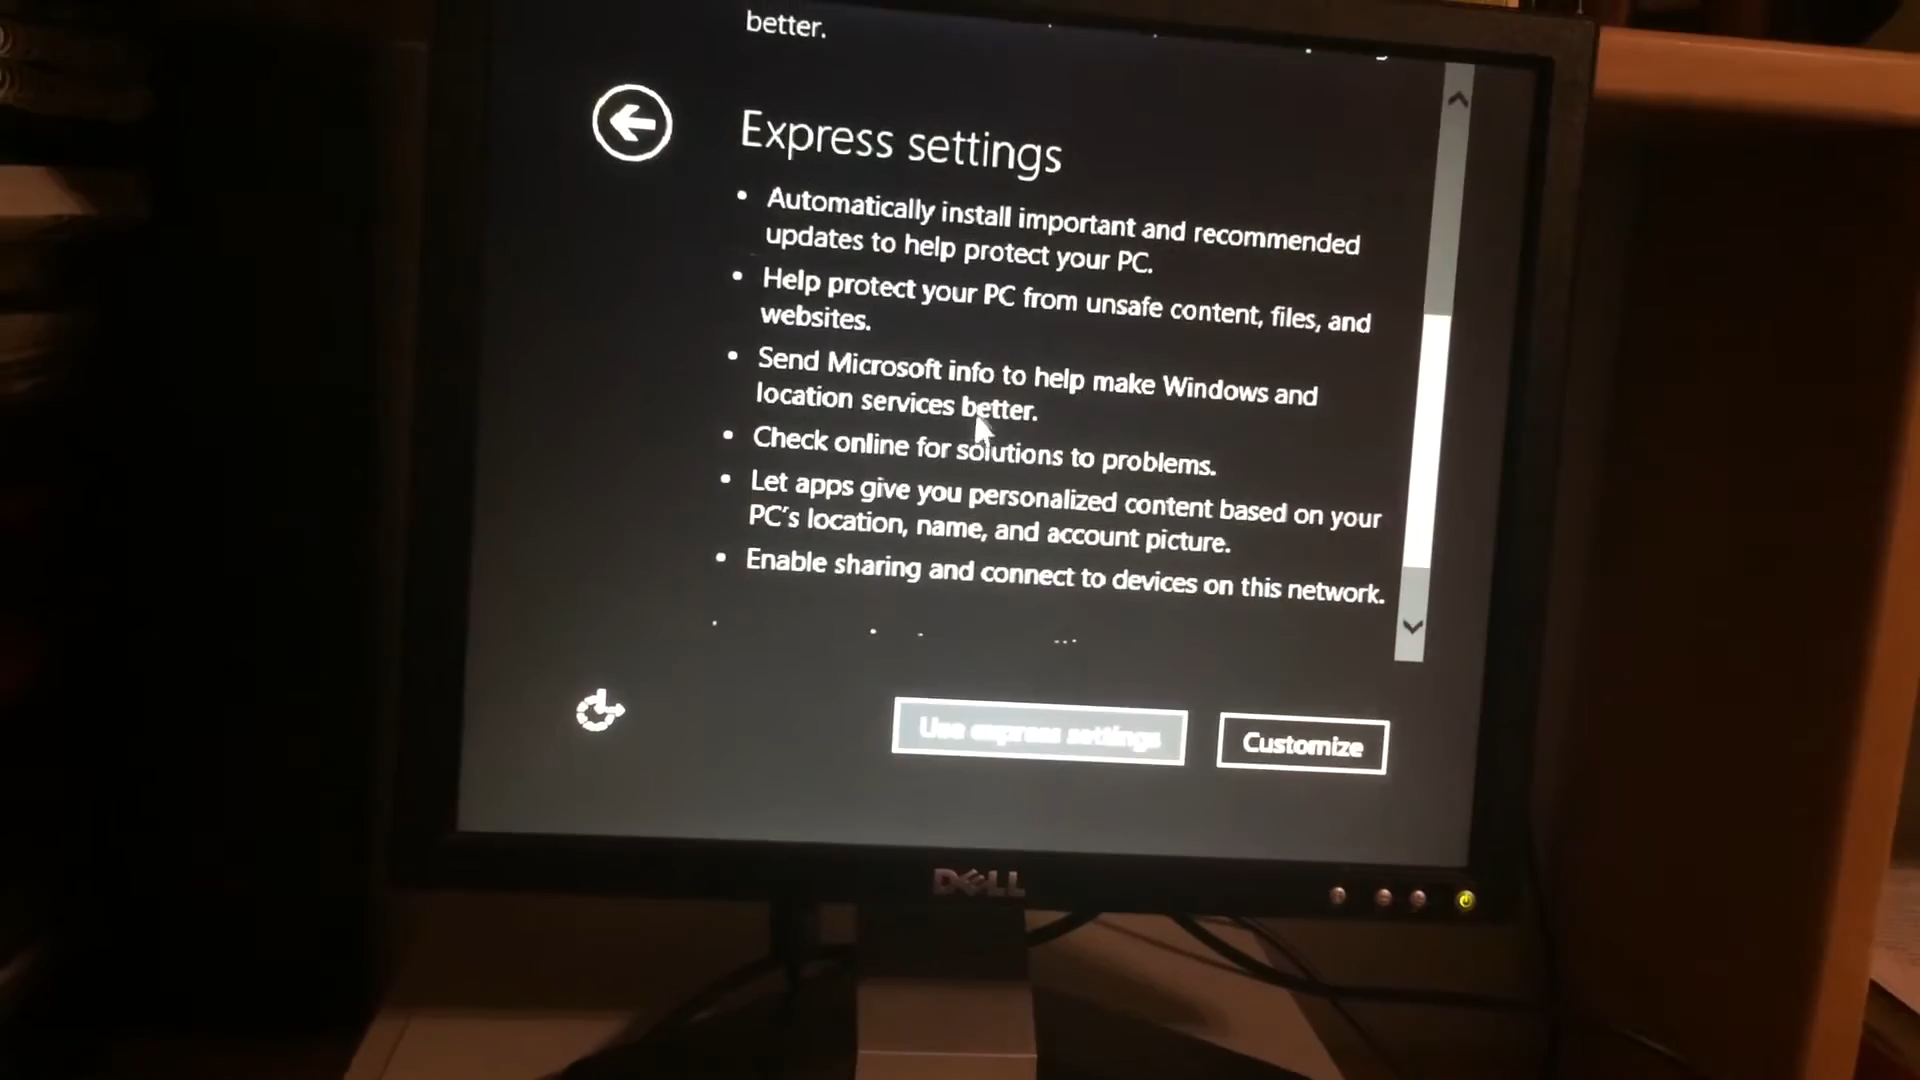 better.
Express settings
• Automatically install important and recommended
updates to help protect your PC.
• Help protect your PC from unsafe content, files, and
websites.
• Send Microsoft info to help make Windows and
location services better.
• Check online for solutions to problems.
• Let apps give you personalized content based on your
PC's location, name, and account picture.
• Enable sharing and connect to devices on this network.
Use express settings
Customize
DELL